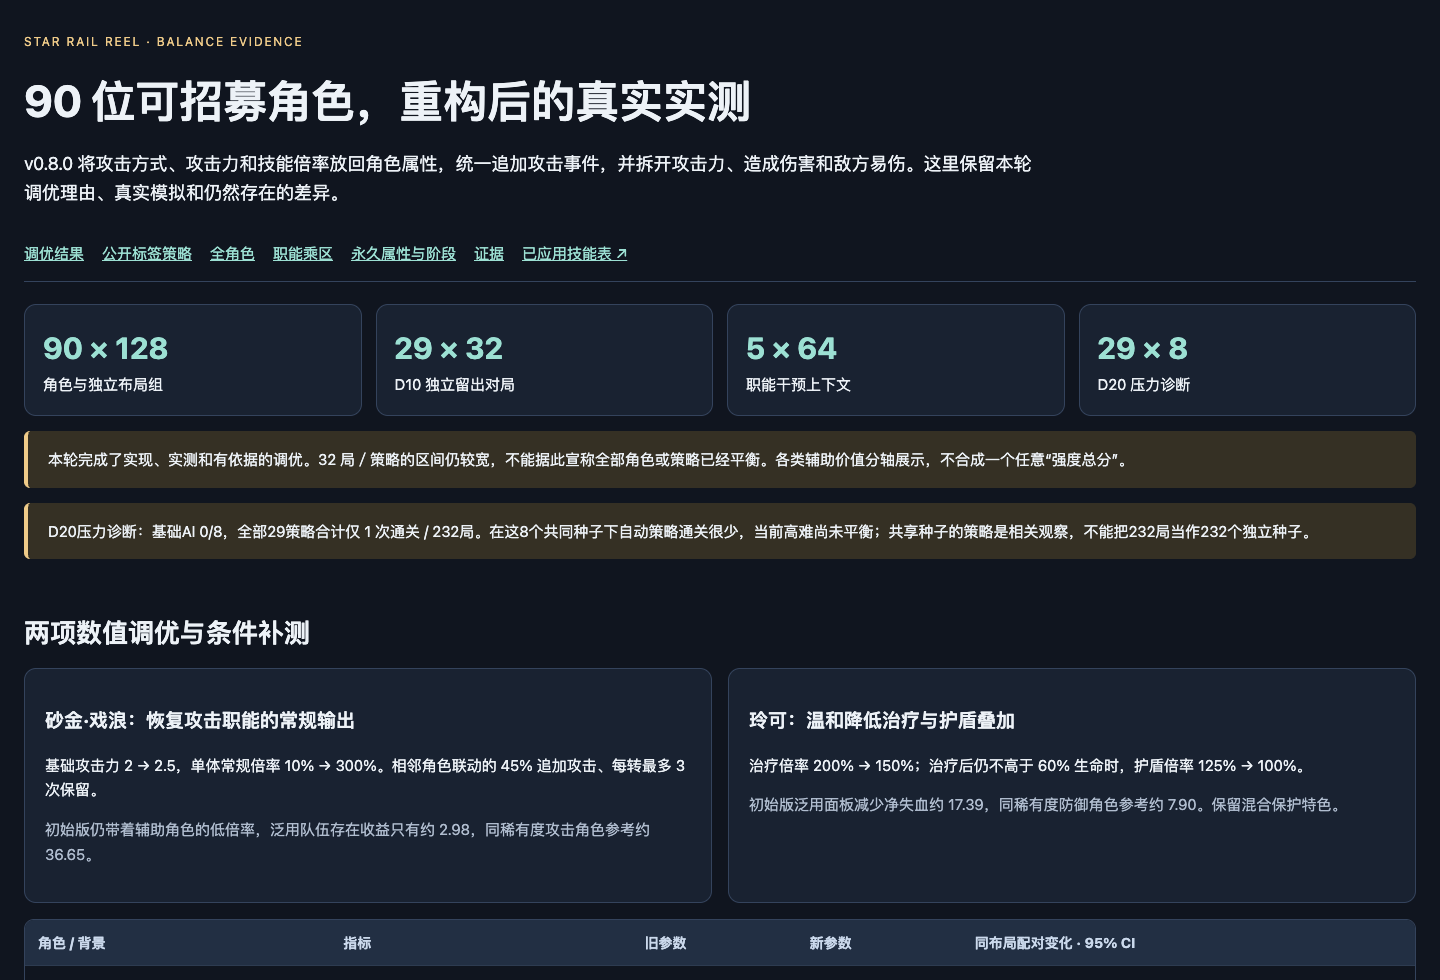 STAR RAIL REEL · BALANCE EVIDENCE
90 位可招募角色，重构后的真实实测
v0.8.0 将攻击方式、攻击力和技能倍率放回角色属性，统一追加攻击事件，并拆开攻击力、造成伤害和敌方易伤。这里保留本轮
调优理由、真实模拟和仍然存在的差异。
调优结果 公开标签策略 全角色 职能乘区 永久属性与阶段 证据 已应用技能表 ↗
90 × 128
角色与独立布局组
29 × 32
D10 独立留出对局
5 × 64
职能干预上下文
29 × 8
D20 压力诊断
本轮完成了实现、实测和有依据的调优。32 局 / 策略的区间仍较宽，不能据此宣称全部角色或策略已经平衡。各类辅助价值分轴展示，不合成一个任意“强度总分”。
D20压力诊断：基础AI 0/8，全部29策略合计仅 1 次通关 / 232局。在这8个共同种子下自动策略通关很少，当前高难尚未平衡；共享种子的策略是相关观察，不能把232局当作232个独立种子。
两项数值调优与条件补测
砂金·戏浪：恢复攻击职能的常规输出
基础攻击力 2 → 2.5，单体常规倍率 10% → 300%。相邻角色联动的 45% 追加攻击、每转最多 3
次保留。
初始版仍带着辅助角色的低倍率，泛用队伍存在收益只有约 2.98，同稀有度攻击角色参考约
36.65。
玲可：温和降低治疗与护盾叠加
治疗倍率 200% → 150%；治疗后仍不高于 60% 生命时，护盾倍率 125% → 100%。
初始版泛用面板减少净失血约 17.39，同稀有度防御角色参考约 7.90。保留混合保护特色。
角色 / 背景 指标 旧参数 新参数 同布局配对变化 · 95% CI